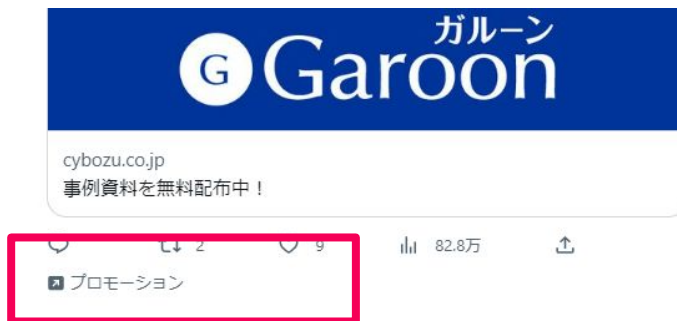 ガルーン
G Garoon
cybozu.co.jp
事例資料を無料配布中！
2 9 82.8万
プロモーション